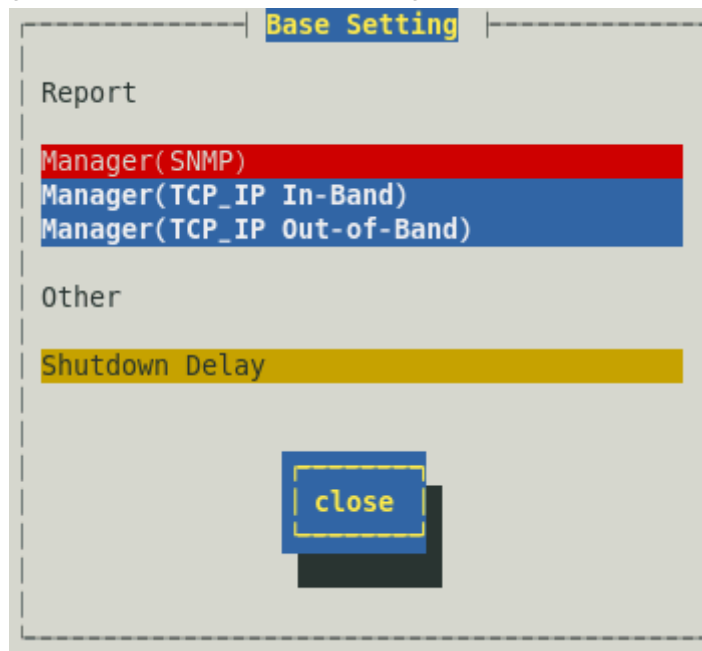 Base Setting
Report
Manager(SNMP)
Manager(TCP_IP In-Band)
Manager(TCP_IP Out-of-Band)
Other
Shutdown Delay
close